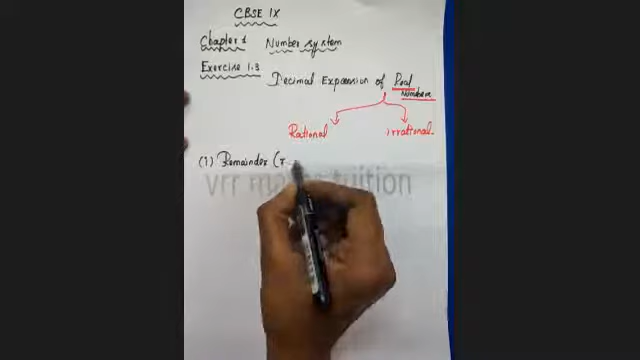 CBSE IX
Chapter 1 Number system
Exercise 1.3
Decimal Expansion of Real Numbers
Rational irrational.
(1) Remainder (r
vrr maths tuition